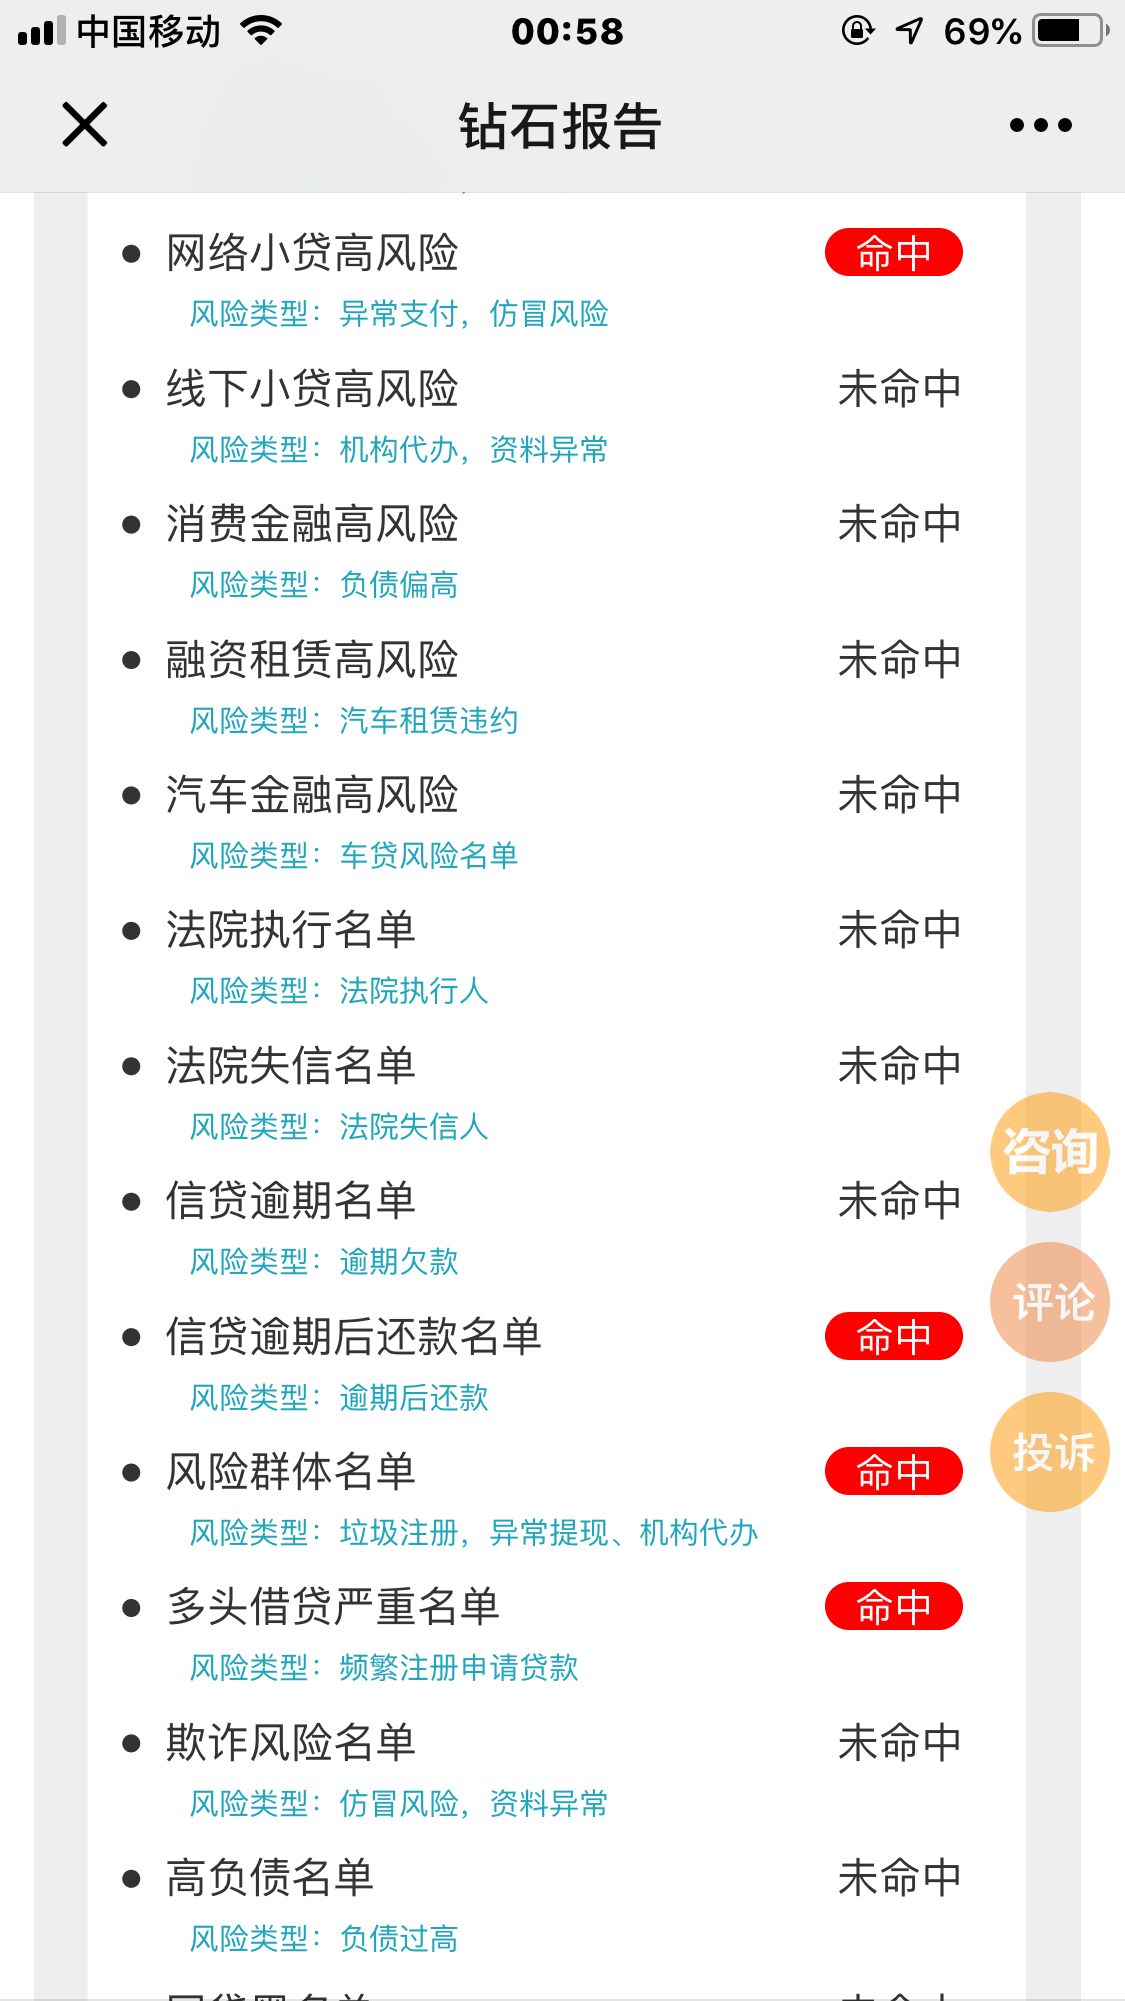 中国移动 00:58 69%
钻石报告
网络小贷高风险 命中
风险类型：异常支付，仿冒风险
线下小贷高风险 未命中
风险类型：机构代办，资料异常
消费金融高风险 未命中
风险类型：负债偏高
融资租赁高风险 未命中
风险类型：汽车租赁违约
汽车金融高风险 未命中
风险类型：车贷风险名单
法院执行名单 未命中
风险类型：法院执行人
法院失信名单 未命中
风险类型：法院失信人
咨询
信贷逾期名单 未命中
风险类型：逾期欠款
评论
信贷逾期后还款名单 命中
风险类型：逾期后还款
投诉
风险群体名单 命中
风险类型：垃圾注册，异常提现、机构代办
多头借贷严重名单 命中
风险类型：频繁注册申请贷款
欺诈风险名单 未命中
风险类型：仿冒风险，资料异常
高负债名单 未命中
风险类型：负债过高